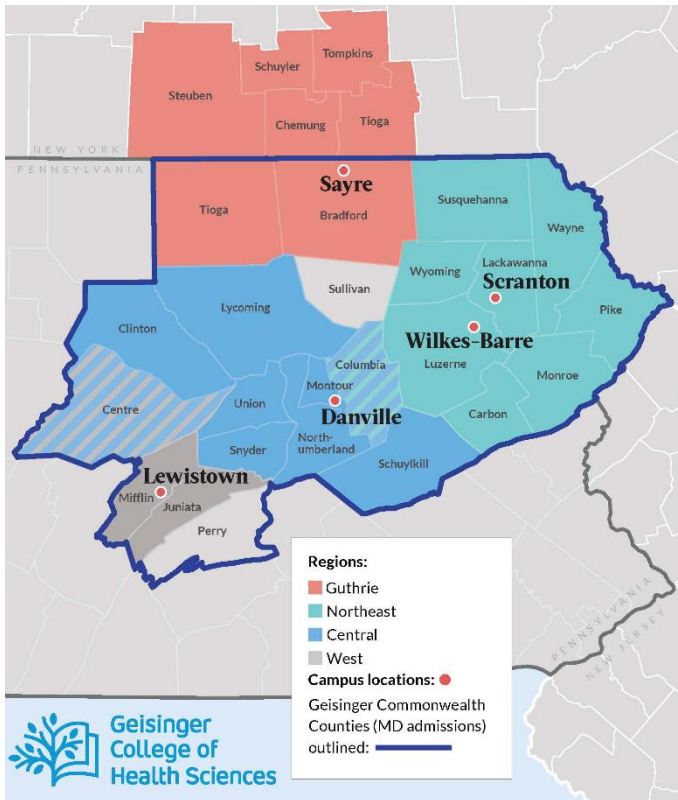 Tompkins
Schuyler
Steuben
Chemung
Tioga
NEW YORK
PENNSYLVANIA
Sayre
Tioga
Bradford
Susquehanna
Wayne
Wyoming
Lackawanna
Sullivan
Scranton
Lycoming
Pike
Clinton
Wilkes-Barre
Columbia
Luzerne
Montour
Monroe
Centre
Union
Danville
Carbon
North-
umberland
Snyder
Schuylkill
Lewistown
Mifflin
Juniata
Perry
Regions:
Guthrie
Northeast
Central
West
Campus locations:
Geisinger Commonwealth
Counties (MD admissions)
outlined:
PENNSYLVANIA
NEW JERSEY
Geisinger
College of
Health Sciences